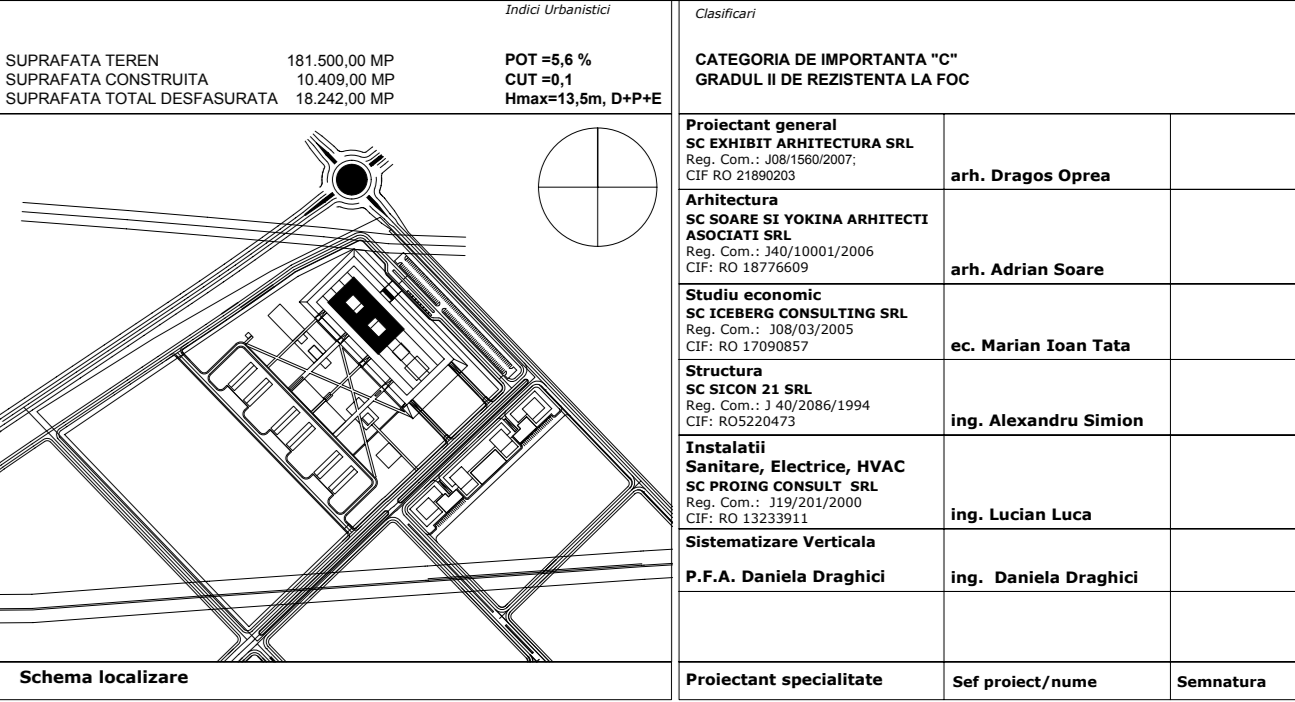 Indici Urbanistici
SUPRAFATA TEREN 181.500,00 MP POT =5,6 %
SUPRAFATA CONSTRUITA 10.409,00 MP CUT =0,1
SUPRAFATA TOTAL DESFASURATA 18.242,00 MP Hmax=13,5m, D+P+E
Schema localizare
Clasificari
CATEGORIA DE IMPORTANTA "C"
GRADUL II DE REZISTENTA LA FOC
Proiectant general
SC EXHIBIT ARHITECTURA SRL
Reg. Com.: J08/1560/2007;
CIF RO 21890203
arh. Dragos Oprea
Arhitectura
SC SOARE SI YOKINA ARHITECTI
ASOCIATI SRL
Reg. Com.: J40/10001/2006
CIF: RO 18776609
arh. Adrian Soare
Studiu economic
SC ICEBERG CONSULTING SRL
Reg. Com.: J08/03/2005
CIF: RO 17090857
ec. Marian Ioan Tata
Structura
SC SICON 21 SRL
Reg. Com.: J 40/2086/1994
CIF: RO5220473
ing. Alexandru Simion
Instalatii
Sanitare, Electrice, HVAC
SC PROING CONSULT SRL
Reg. Com.: J19/201/2000
CIF: RO 13233911
ing. Lucian Luca
Sistematizare Verticala
P.F.A. Daniela Draghici
ing. Daniela Draghici
Proiectant specialitate
Sef proiect/nume
Semnatura